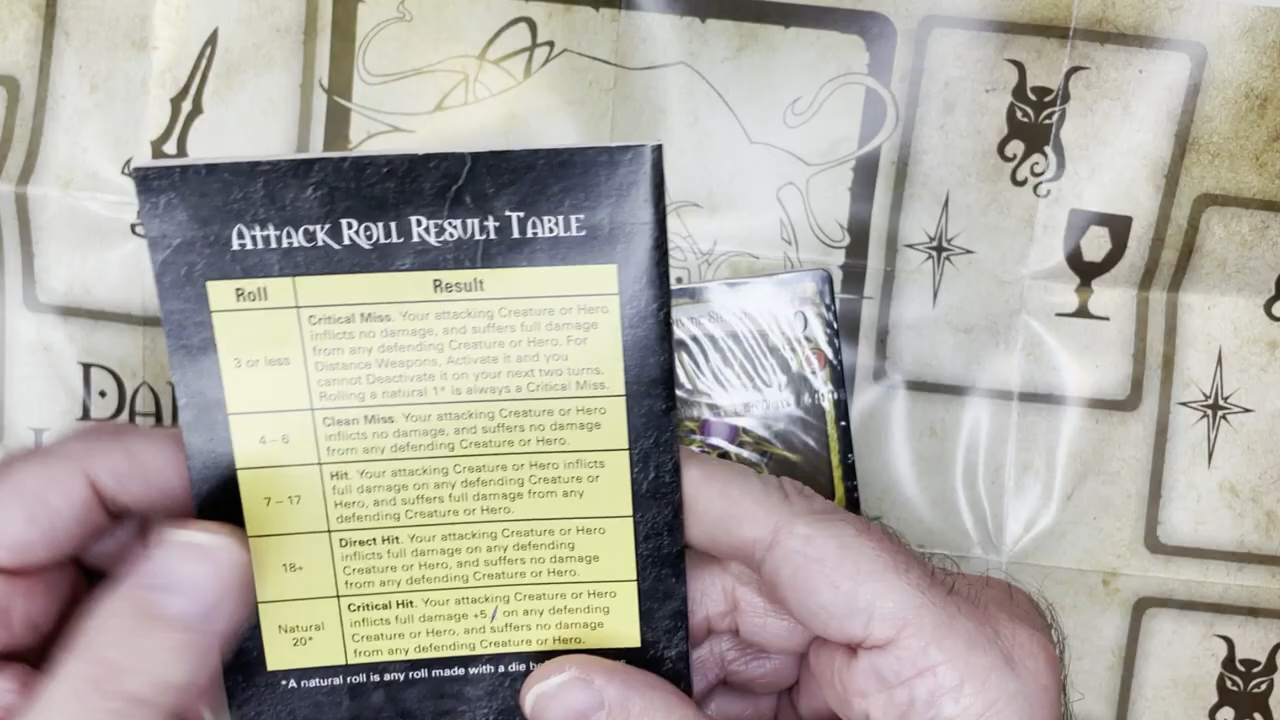 ATTACK ROLL RESULT TABLE
Roll
Result
3 or less
Critical Miss. Your attacking Creature or Hero
inflicts no damage, and suffers full damage
from any defending Creature or Hero. For
Distance Weapons, Activate it and you
cannot Deactivate it on your next two turns.
Rolling a natural 1* is always a Critical Miss.
4 – 6
Clean Miss. Your attacking Creature or Hero
inflicts no damage, and suffers no damage
from any defending Creature or Hero.
7 – 17
Hit. Your attacking Creature or Hero inflicts
full damage on any defending Creature or
Hero, and suffers full damage from any
defending Creature or Hero.
18+
Direct Hit. Your attacking Creature or Hero
inflicts full damage on any defending
Creature or Hero, and suffers no damage
from any defending Creature or Hero.
Natural
20*
Critical Hit. Your attacking Creature or Hero
inflicts full damage +5 on any defending
Creature or Hero, and suffers no damage
from any defending Creature or Hero.
*A natural roll is any roll made with a die